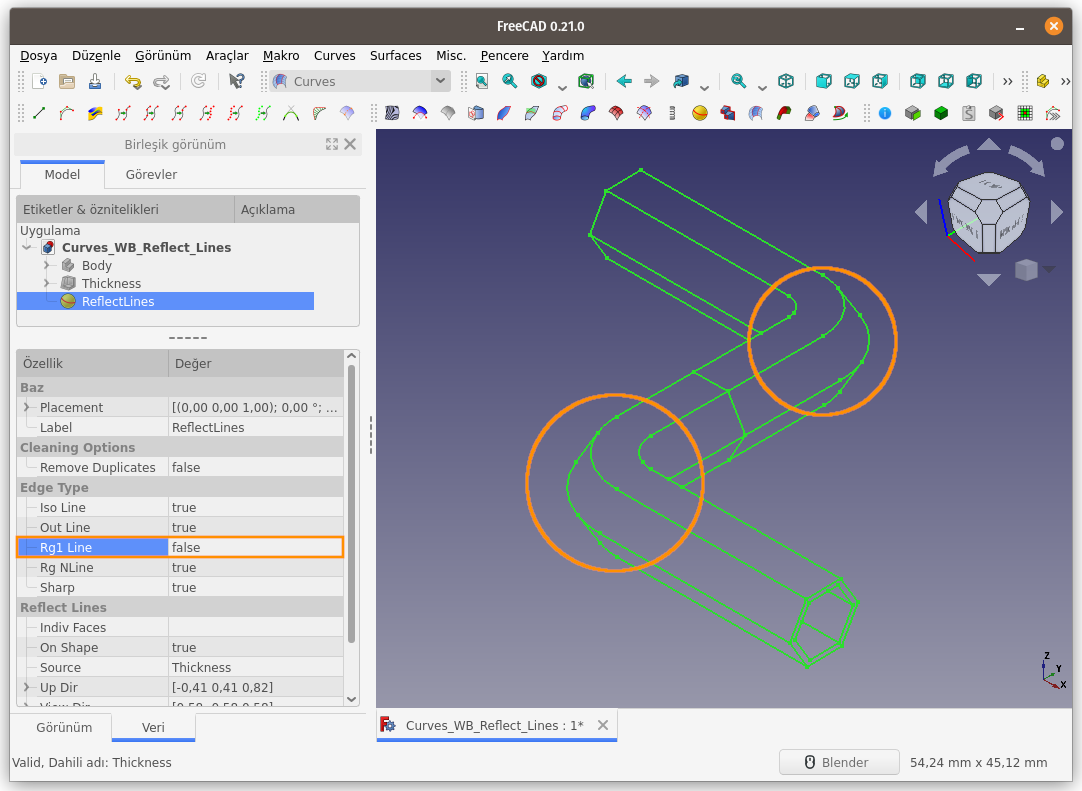 FreeCAD 0.21.0
Dosya Düzenle Görünüm Araçlar Makro Curves Surfaces Misc. Pencere Yardım
Curves
Birleşik görünüm
Model Görevler
Etiketler & öznitelikleri Açıklama
Uygulama
Curves_WB_Reflect_Lines
Body
Thickness
ReflectLines
Özellik Değer
Baz
Placement [(0,00 0,00 1,00); 0,00 °; ...
Label ReflectLines
Cleaning Options
Remove Duplicates false
Edge Type
Iso Line true
Out Line true
Rg1 Line false
Rg NLine true
Sharp true
Reflect Lines
Indiv Faces
On Shape true
Source Thickness
Up Dir [-0,41 0,41 0,82]
Z
Y
X
Görünüm Veri
Curves_WB_Reflect_Lines : 1*
Valid, Dahili adı: Thickness
Blender
54,24 mm x 45,12 mm